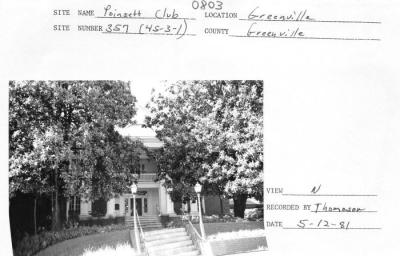 0803
SITE NAME Poinsett Club LOCATION Greenville
SITE NUMBER 357 (45-3-1) COUNTY Greenville
VIEW N
RECORDED BY Thomason
DATE 5-12-81